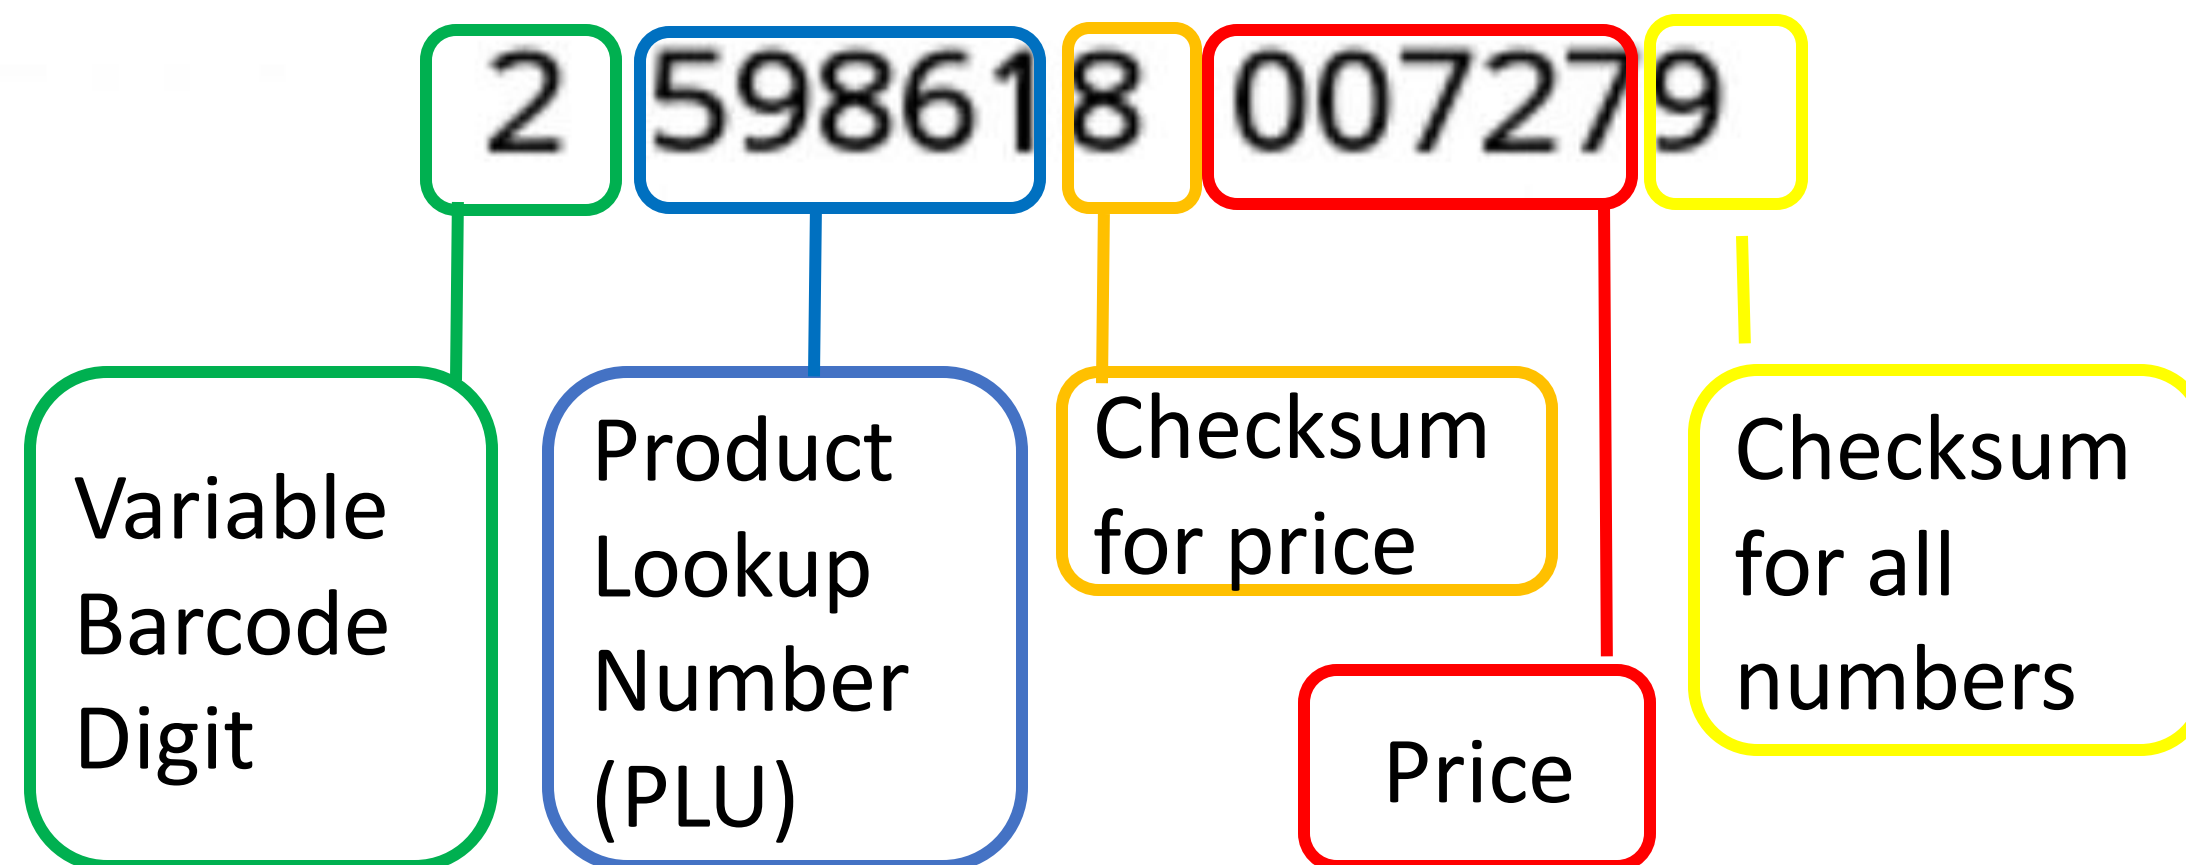 2 598618 007279
Variable
Barcode
Digit
Product
Lookup
Number
(PLU)
Checksum
for price
Price
Checksum
for all
numbers